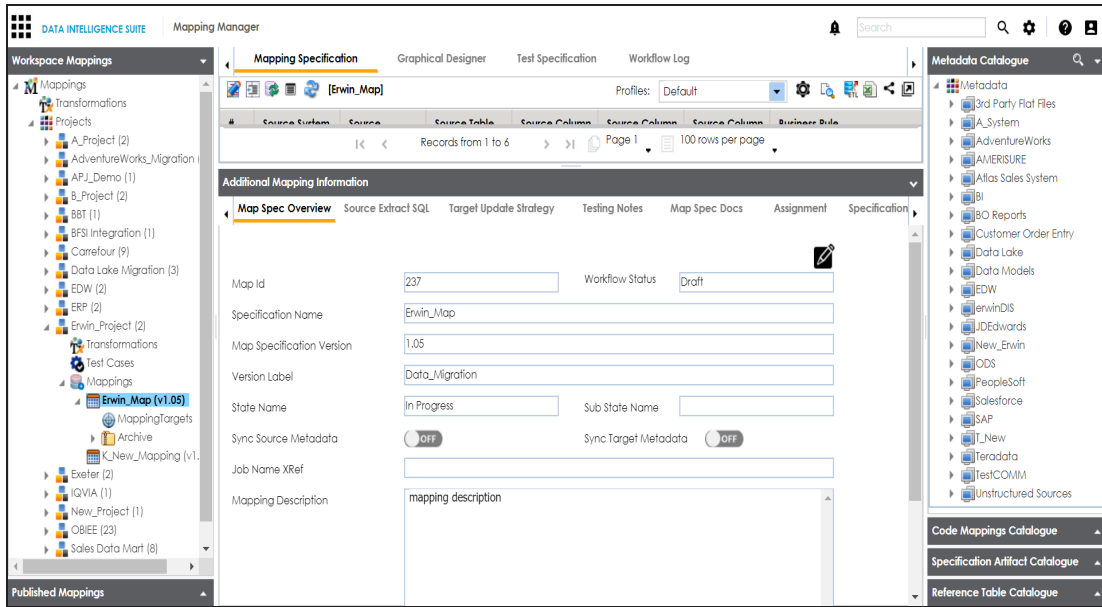 DATA INTELLIGENCE SUITE Mapping Manager Search
Workspace Mappings
Mappings
Transformations
Projects
A_Project (2)
AdventureWorks_Migration (
APJ_Demo (1)
B_Project (2)
BBT (1)
BFSI Integration (1)
Carrefour (9)
Data Lake Migration (3)
EDW (2)
ERP (2)
Erwin_Project (2)
Transformations
Test Cases
Mappings
Erwin_Map (v1.05)
MappingTargets
Archive
K_New_Mapping (v1.
Exeter (2)
IQVIA (1)
New_Project (1)
OBIEE (23)
Sales Data Mart (8)
Published Mappings
Mapping Specification Graphical Designer Test Specification Workflow Log
[Erwin_Map] Profiles: Default
# Source System Source Source Table Source Column Source Column Source Column Business Rule
Records from 1 to 6 Page 1 100 rows per page
Additional Mapping Information
Map Spec Overview Source Extract SQL Target Update Strategy Testing Notes Map Spec Docs Assignment Specification
Map Id 237 Workflow Status Draft
Specification Name Erwin_Map
Map Specification Version 1.05
Version Label Data_Migration
State Name In Progress Sub State Name
Sync Source Metadata OFF Sync Target Metadata OFF
Job Name XRef
Mapping Description mapping description
Metadata Catalogue
Metadata
3rd Party Flat Files
A_System
AdventureWorks
AMERISURE
Atlas Sales System
BI
BO Reports
Customer Order Entry
Data Lake
Data Models
EDW
erwinDIS
JDEdwards
New_Erwin
ODS
PeopleSoft
Salesforce
SAP
T_New
Teradata
TestCOMM
Unstructured Sources
Code Mappings Catalogue
Specification Artifact Catalogue
Reference Table Catalogue